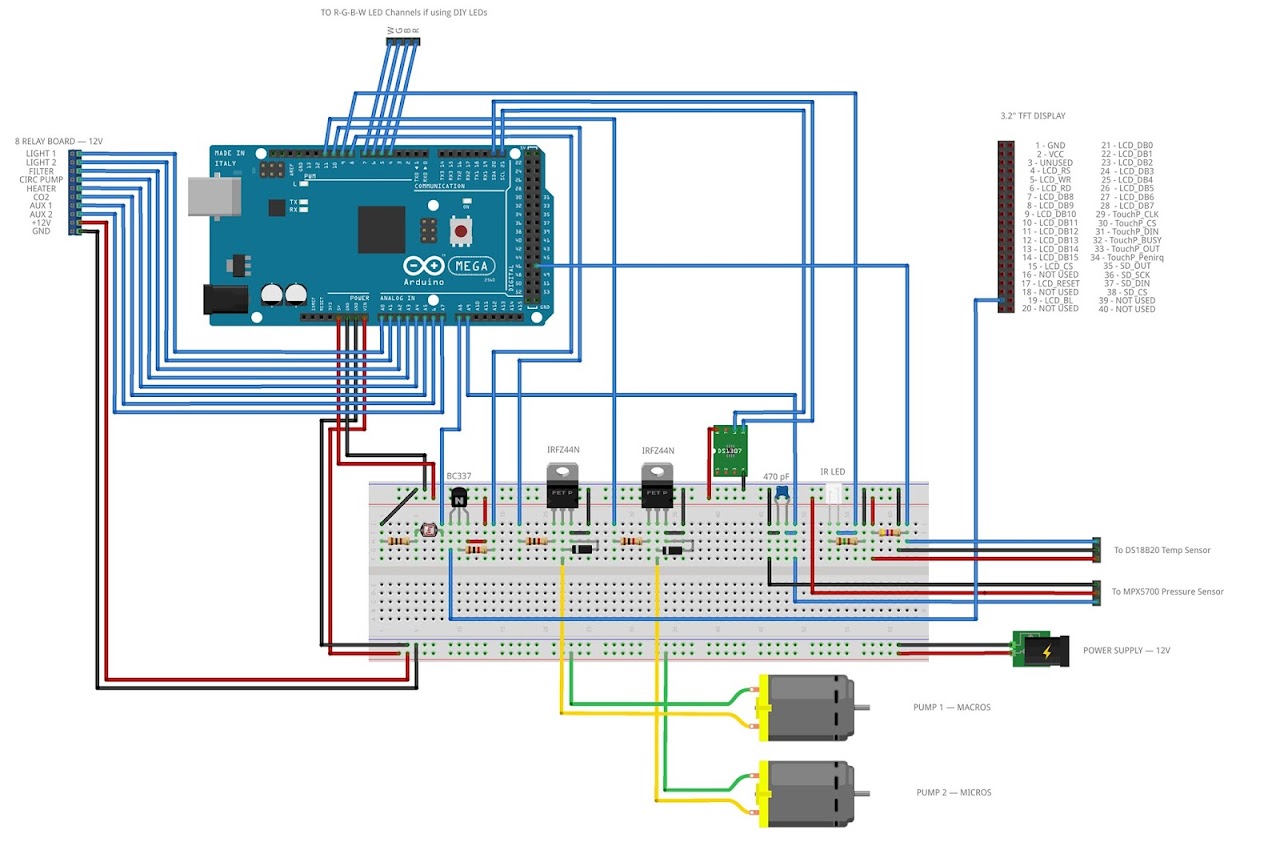 TO R-G-B-W LED Channels if using DIY LEDs
W G B R
3.2" TFT DISPLAY
8 RELAY BOARD — 12V
LIGHT 1
LIGHT 2
FILTER
CIRC PUMP
HEATER
CO2
AUX 1
AUX 2
+12V
GND
MADE IN
ITALY
PWM
COMMUNICATION
L
TX
RX
ON
MEGA
2560
Arduino
DIGITAL
POWER
ANALOG IN
1 - GND
2 - VCC
3 - UNUSED
4 - LCD_RS
5 - LCD_WR
6 - LCD_RD
7 - LCD_DB8
8 - LCD_DB9
9 - LCD_DB10
10 - LCD_DB11
11 - LCD_DB12
12 - LCD_DB13
13 - LCD_DB14
14 - LCD_DB15
15 - LCD_CS
16 - NOT USED
17 - LCD_RESET
18 - NOT USED
19 - LCD_BL
20 - NOT USED
21 - LCD_DB0
22 - LCD_DB1
23 - LCD_DB2
24 - LCD_DB3
25 - LCD_DB4
26 - LCD_DB5
27 - LCD_DB6
28 - LCD_DB7
29 - TouchP_CLK
30 - TouchP_CS
31 - TouchP_DIN
32 - TouchP_BUSY
33 - TouchP_OUT
34 - TouchP_Penirq
35 - SD_OUT
36 - SD_SCK
37 - SD_DIN
38 - SD_CS
39 - NOT USED
40 - NOT USED
BC337
IRFZ44N
IRFZ44N
DS1307
470 pF
IR LED
N
FET P
FET P
To DS18B20 Temp Sensor
To MPX5700 Pressure Sensor
POWER SUPPLY — 12V
PUMP 1 — MACROS
PUMP 2 — MICROS